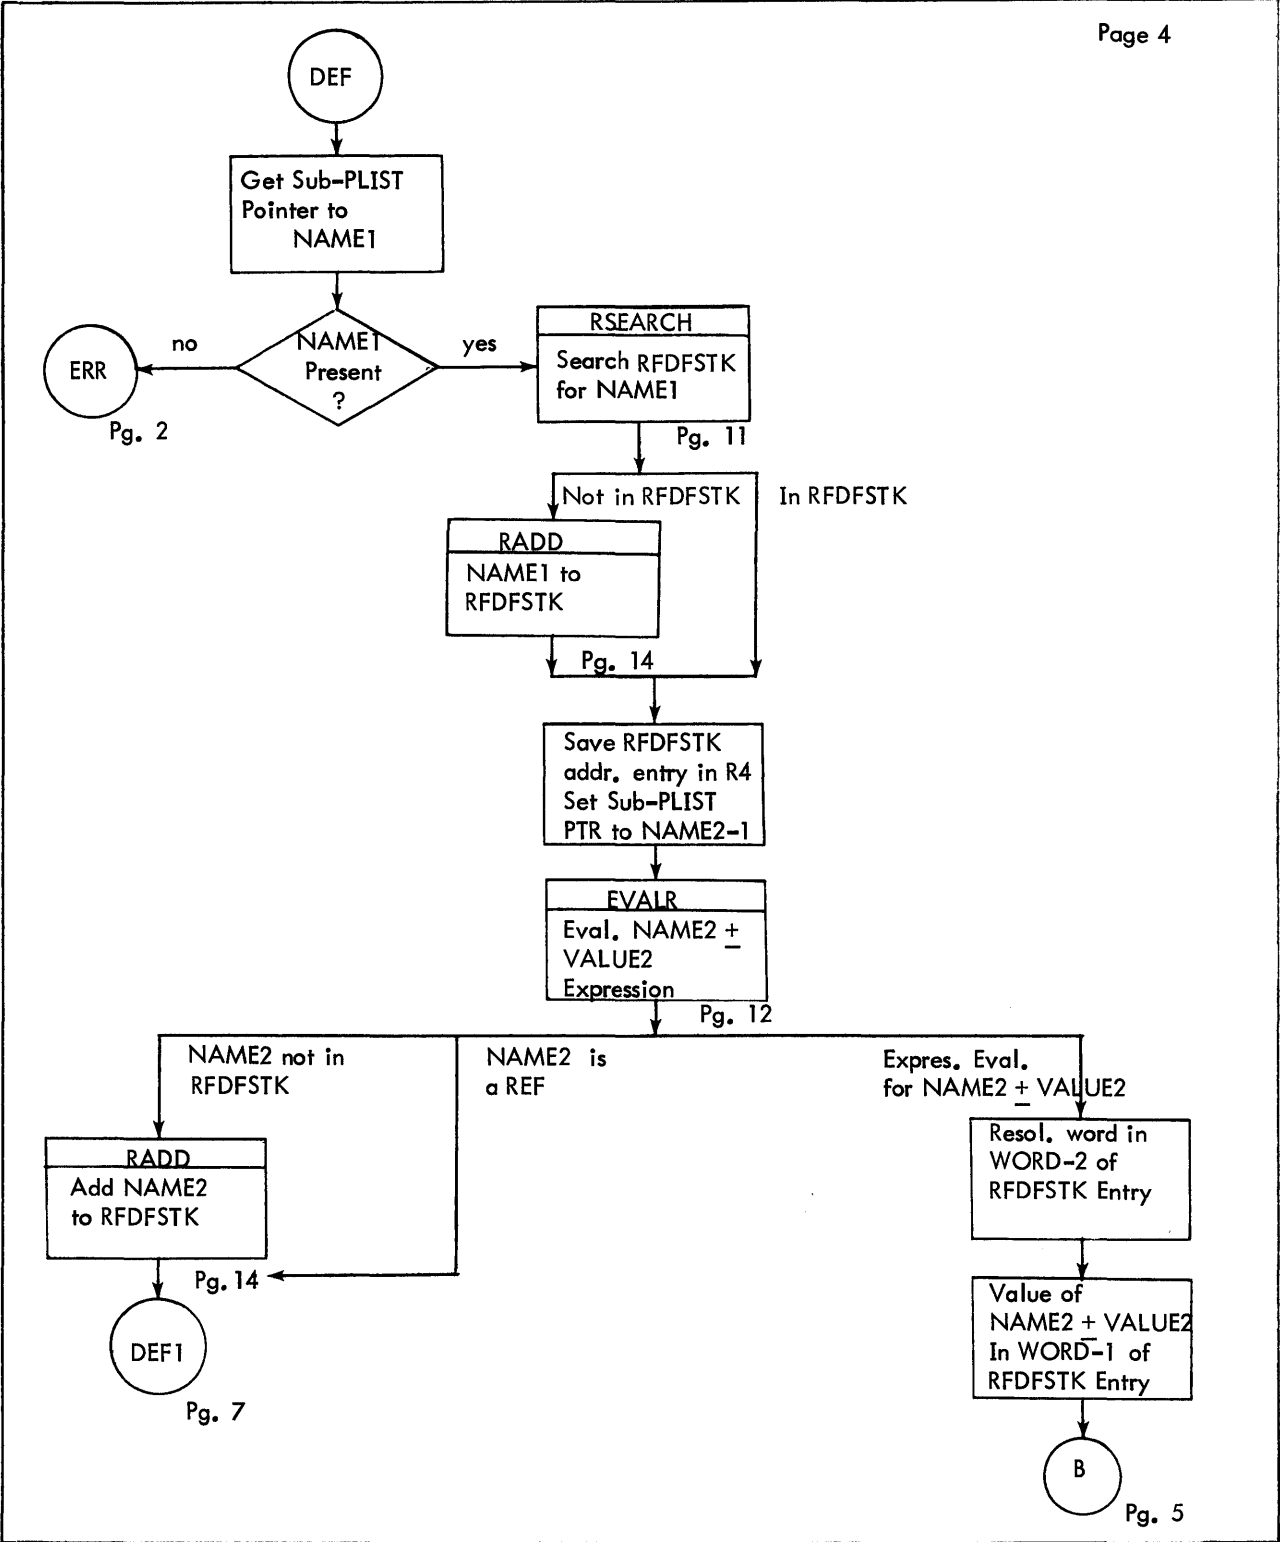 Page 4
DEF
Get Sub-PLIST
Pointer to
NAME1
no
NAME1
Present
?
yes
ERR
Pg. 2
RSEARCH
Search RFDFSTK
for NAME1
Pg. 11
Not in RFDFSTK
In RFDFSTK
RADD
NAME1 to
RFDFSTK
Pg. 14
Save RFDFSTK
addr. entry in R4
Set Sub-PLIST
PTR to NAME2-1
EVALR
Eval. NAME2 ±
VALUE2
Expression
Pg. 12
NAME2 not in
RFDFSTK
NAME2 is
a REF
Expres. Eval.
for NAME2 ± VALUE2
RADD
Add NAME2
to RFDFSTK
Pg. 14
DEF1
Pg. 7
Resol. word in
WORD-2 of
RFDFSTK Entry
Value of
NAME2 ± VALUE2
In WORD-1 of
RFDFSTK Entry
B
Pg. 5